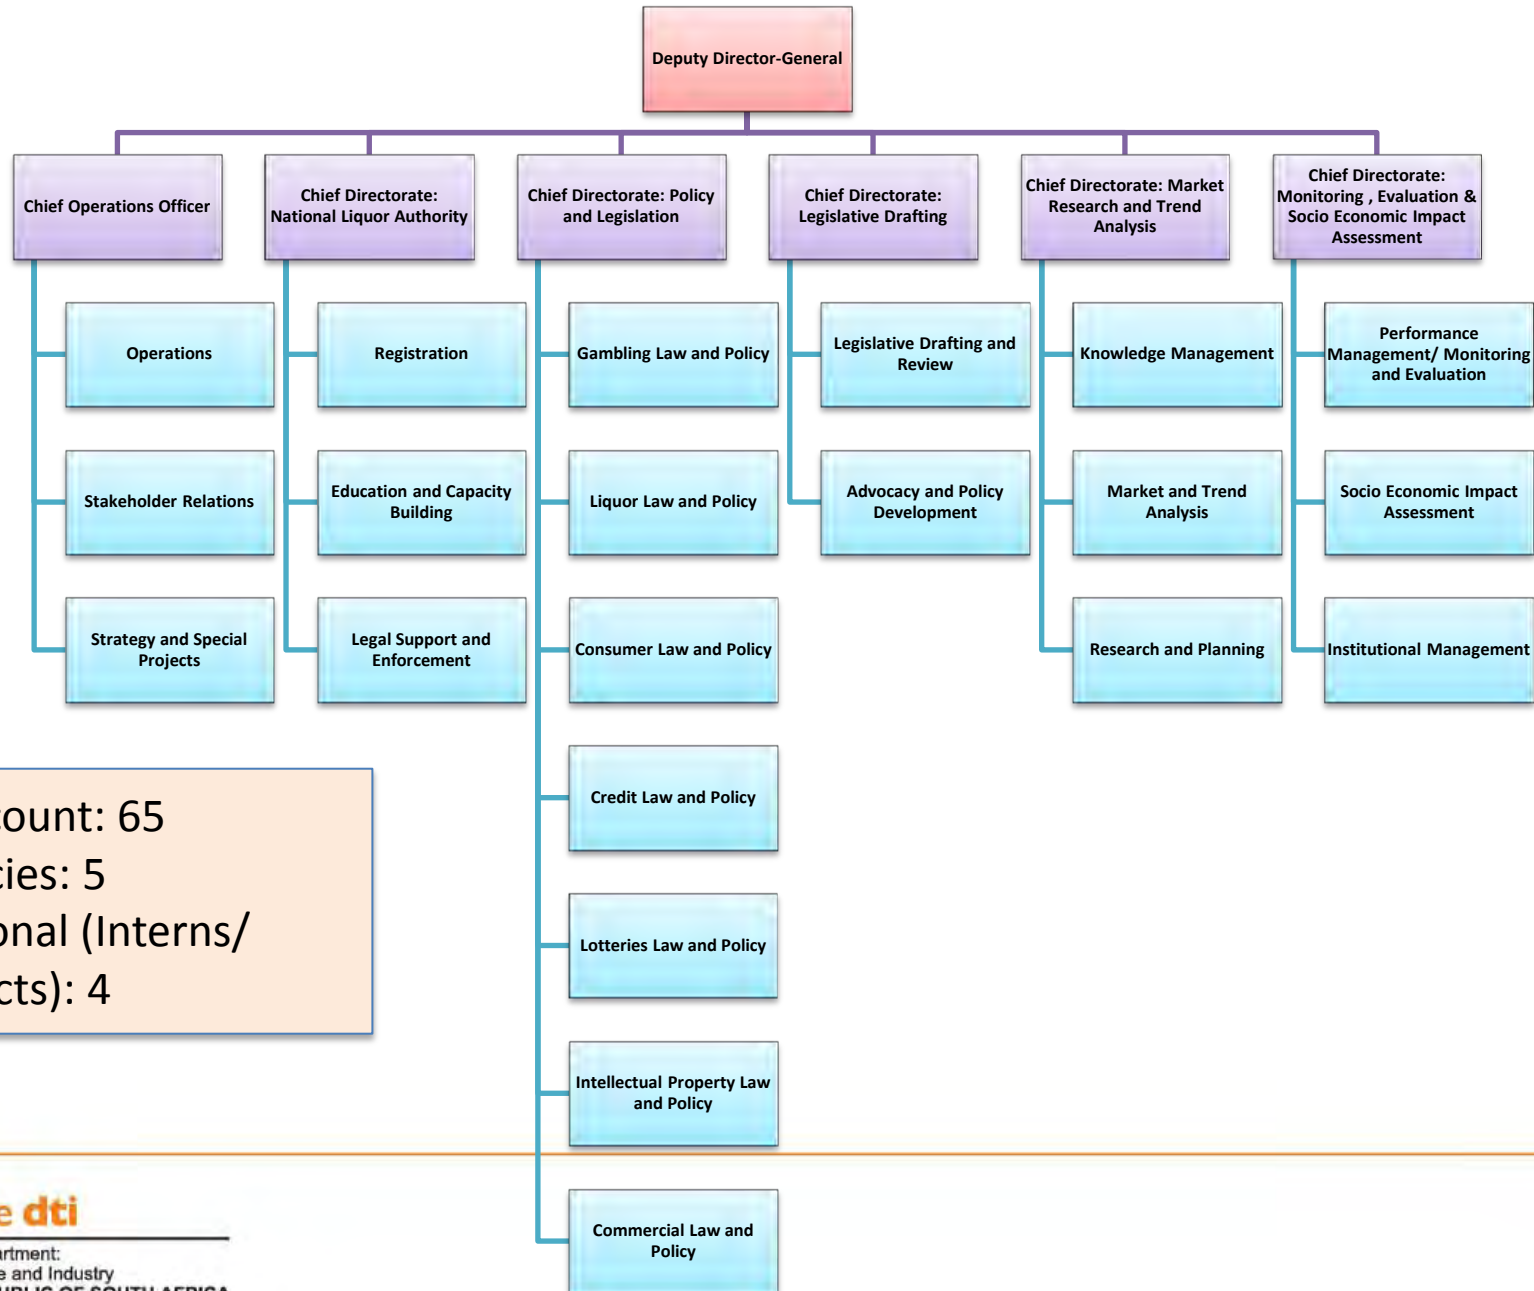 Deputy Director-General
Chief Operations Officer
Chief Directorate:
National Liquor Authority
Chief Directorate: Policy
and Legislation
Chief Directorate:
Legislative Drafting
Chief Directorate: Market
Research and Trend
Analysis
Chief Directorate:
Monitoring , Evaluation &
Socio Economic Impact
Assessment
Operations
Stakeholder Relations
Strategy and Special
Projects
Registration
Education and Capacity
Building
Legal Support and
Enforcement
Gambling Law and Policy
Liquor Law and Policy
Consumer Law and Policy
Credit Law and Policy
Lotteries Law and Policy
Intellectual Property Law
and Policy
Commercial Law and
Policy
Legislative Drafting and
Review
Advocacy and Policy
Development
Knowledge Management
Market and Trend
Analysis
Research and Planning
Performance
Management/ Monitoring
and Evaluation
Socio Economic Impact
Assessment
Institutional Management
count: 65
cies: 5
onal (Interns/
cts): 4
e dti
artment:
e and Industry
PUBLIC OF SOUTH AFRICA